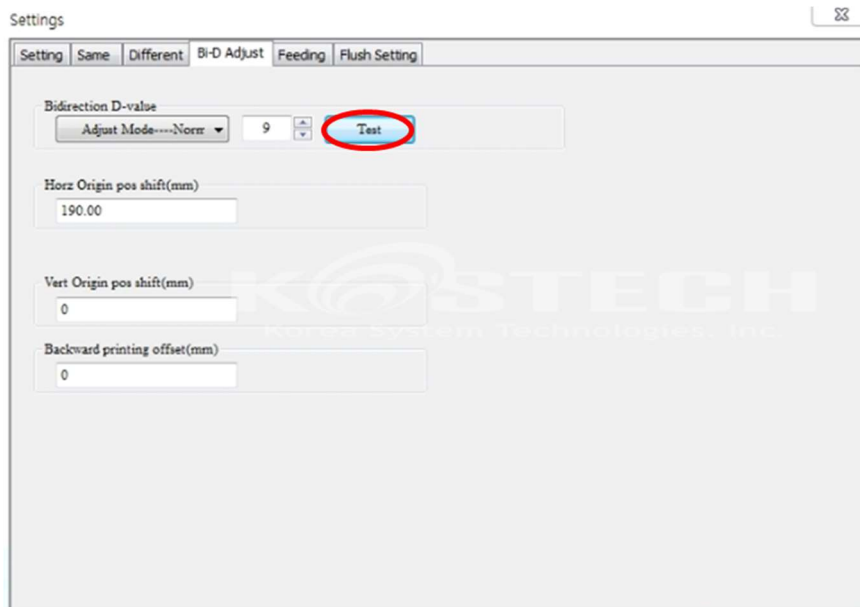 Settings
Setting Same Different Bi-D Adjust Feeding Flush Setting
Bidirection D-value
Adjust Mode----Norr 9 Test
Horz Origin pos shift(mm)
190.00
KOSTECH
Vert Origin pos shift(mm)
0
Korea System Technologies. Inc.
Backward printing offset(mm)
0